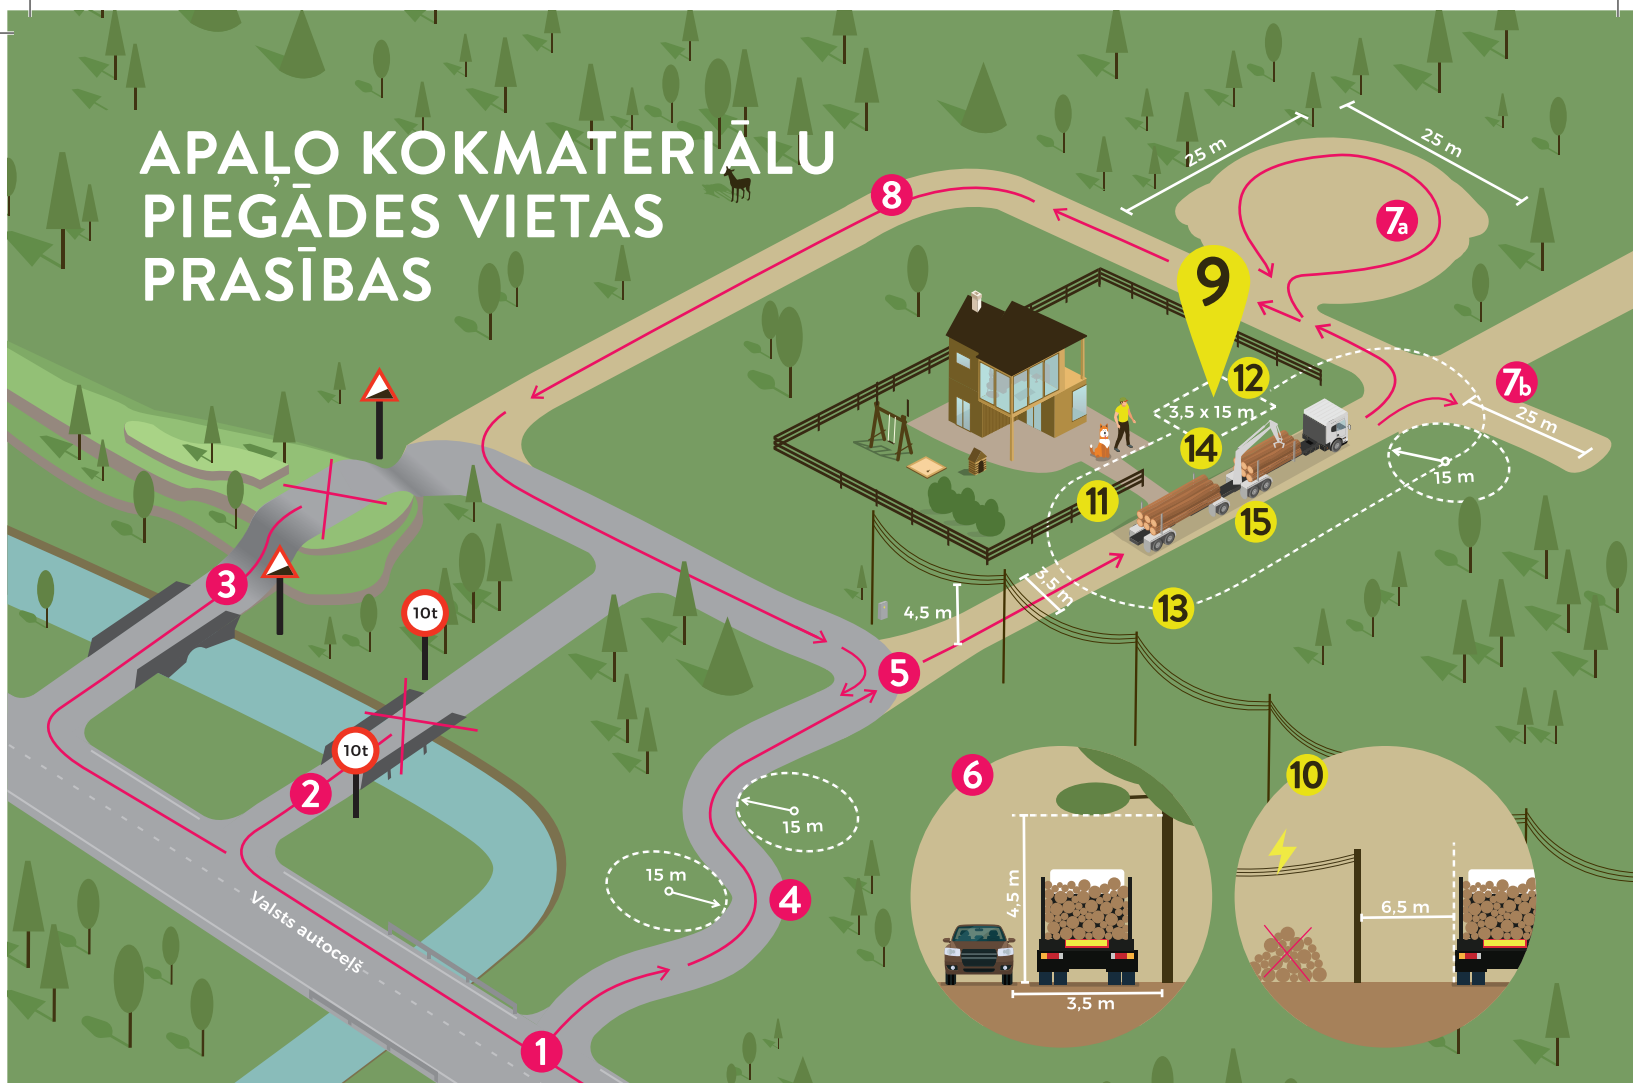 APAĻO KOKMATERIĀLU
PIEGĀDES VIETAS
PRASĪBAS
25 m
25 m
8
7a
9
12
3,5 x 15 m
14
7b
25 m
15 m
11
15
3
10t
3,5 m
4,5 m
13
5
10t
2
6
10
15 m
15 m
4
Valsts autoceļš
1
4,5 m
3,5 m
6,5 m